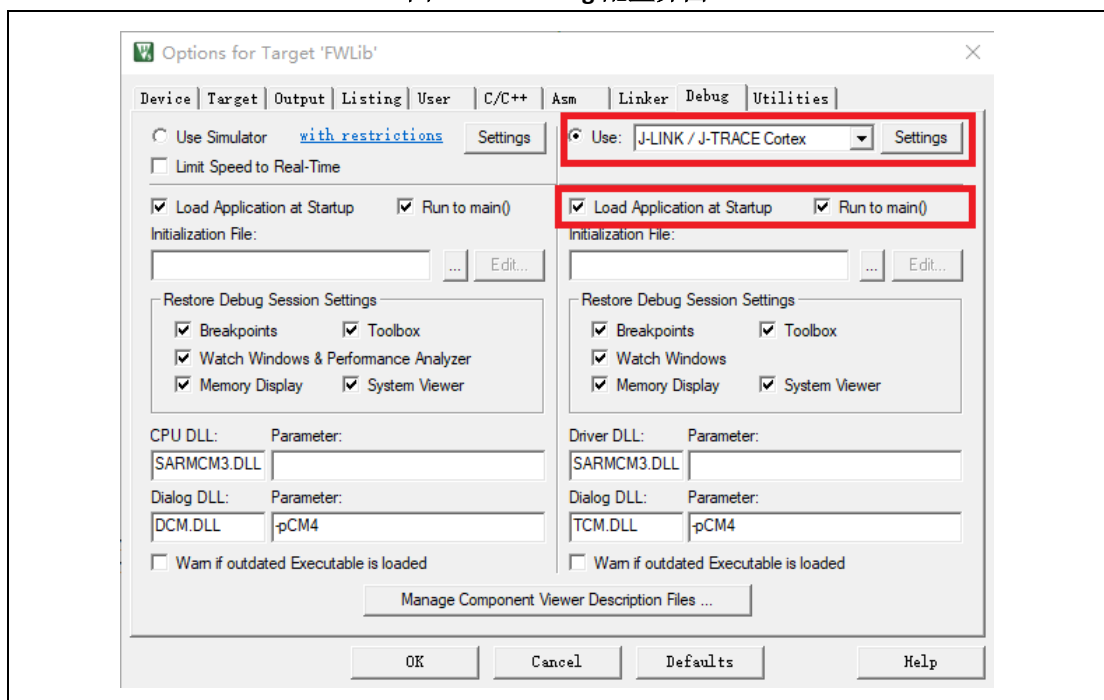 Options for Target 'FWLib'
Device Target Output Listing User C/C++ Asm Linker Debug Utilities
Use Simulator with restrictions Settings
Limit Speed to Real-Time
Use: J-LINK / J-TRACE Cortex Settings
Load Application at Startup Run to main()
Initialization File:
... Edit...
Restore Debug Session Settings
Breakpoints Toolbox
Watch Windows & Performance Analyzer
Memory Display System Viewer
CPU DLL: Parameter:
SARMCM3.DLL
Dialog DLL: Parameter:
DCM.DLL -pCM4
Warn if outdated Executable is loaded
Load Application at Startup Run to main()
Initialization File:
... Edit...
Restore Debug Session Settings
Breakpoints Toolbox
Watch Windows
Memory Display System Viewer
Driver DLL: Parameter:
SARMCM3.DLL
Dialog DLL: Parameter:
TCM.DLL -pCM4
Warn if outdated Executable is loaded
Manage Component Viewer Description Files ...
OK Cancel Defaults Help